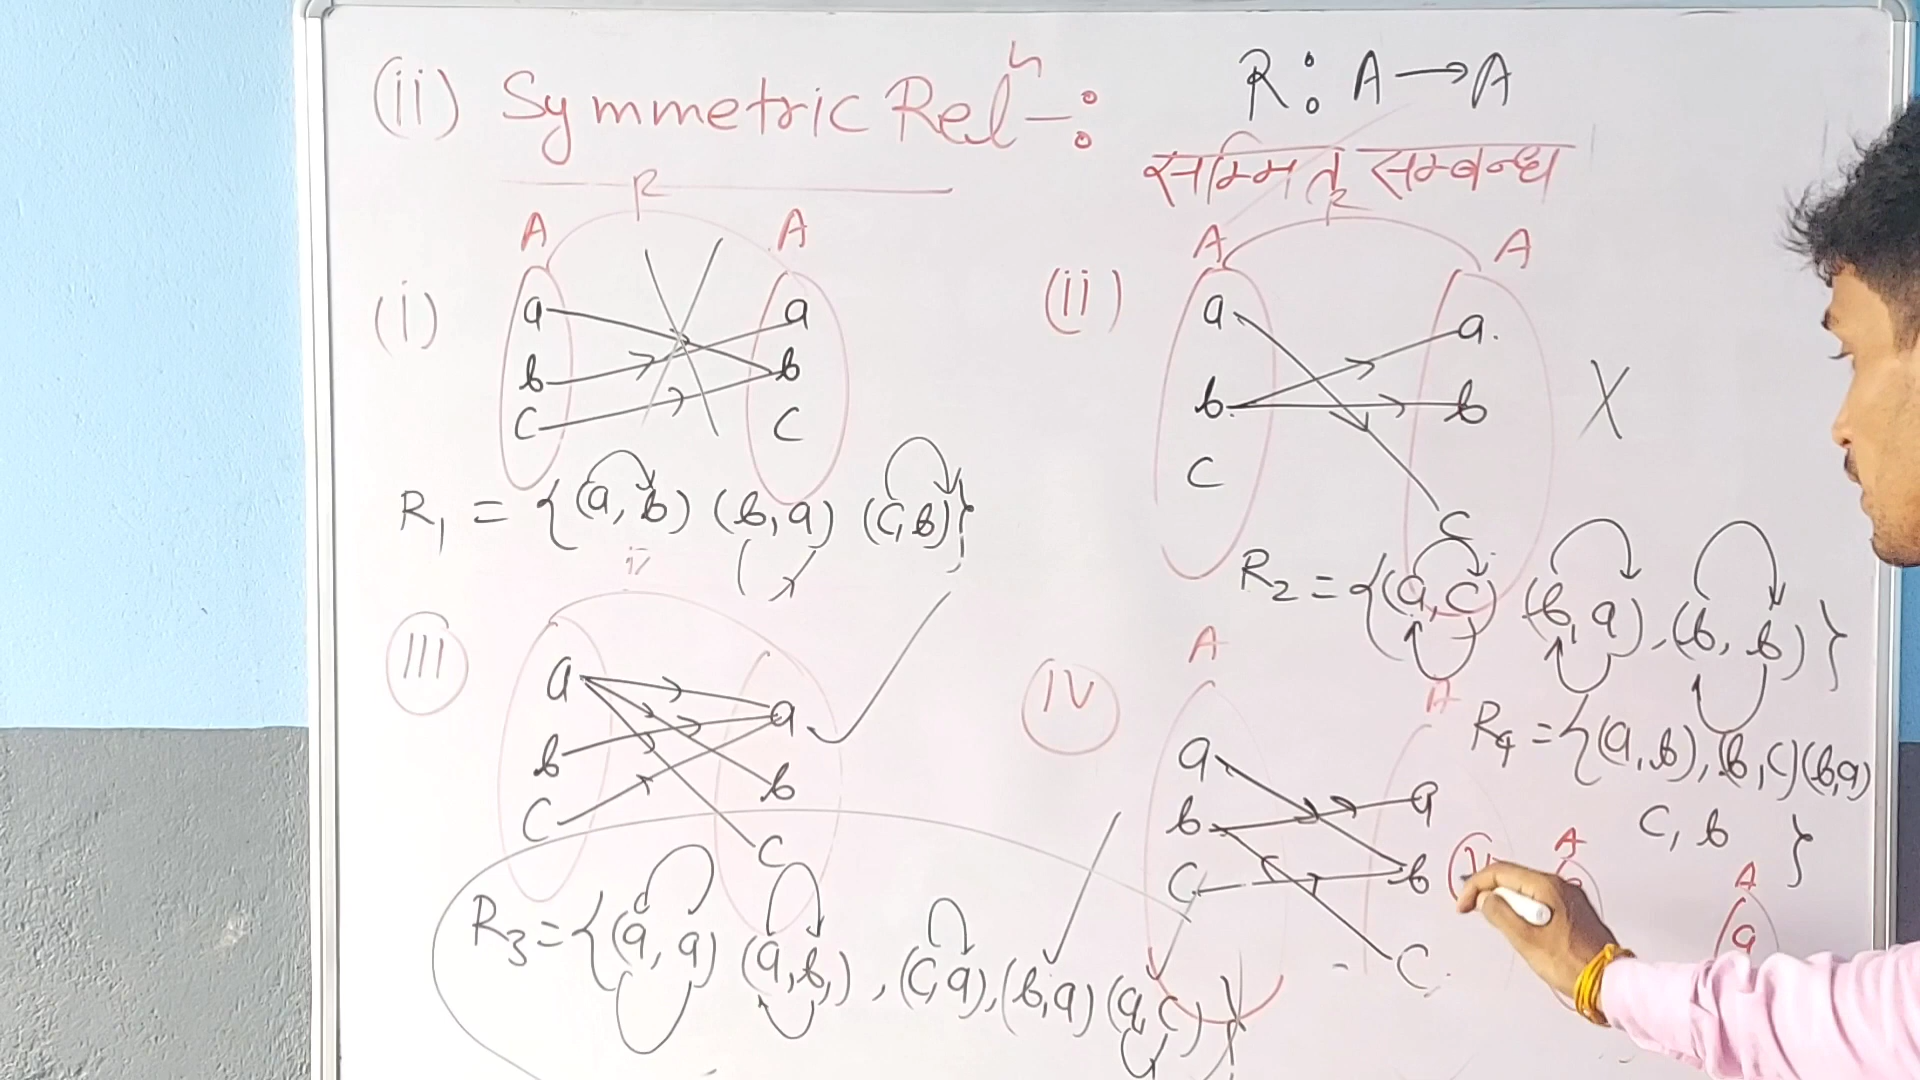 (ii) Symmetric Relⁿ -:
R: A → A
सम्मित सम्बन्ध
R
A A
(i)
a a
b b
C C
R₁ = {(a, b) (b, a) (C, b)}
R
A A
(ii)
a a.
b. b
C
C
R₂ = {(a, C) (b, a), (b, b)}
III
a a
b b
C C
R₃ = {(a, a) (a, b,), (C, a), (b, a) (a, C)}
IV
A A
a a
b b
C C.
R₄ = {(a, b), (b, C) (b, a)
C, b }
A A
a